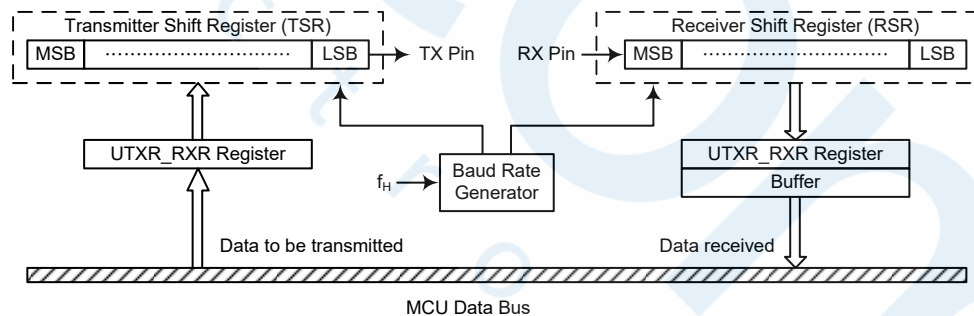 Transmitter Shift Register (TSR)
MSB ................................ LSB
TX Pin
RX Pin
Receiver Shift Register (RSR)
MSB ................................ LSB
UTXR_RXR Register
fH
Baud Rate
Generator
UTXR_RXR Register
Buffer
Data to be transmitted
Data received
MCU Data Bus